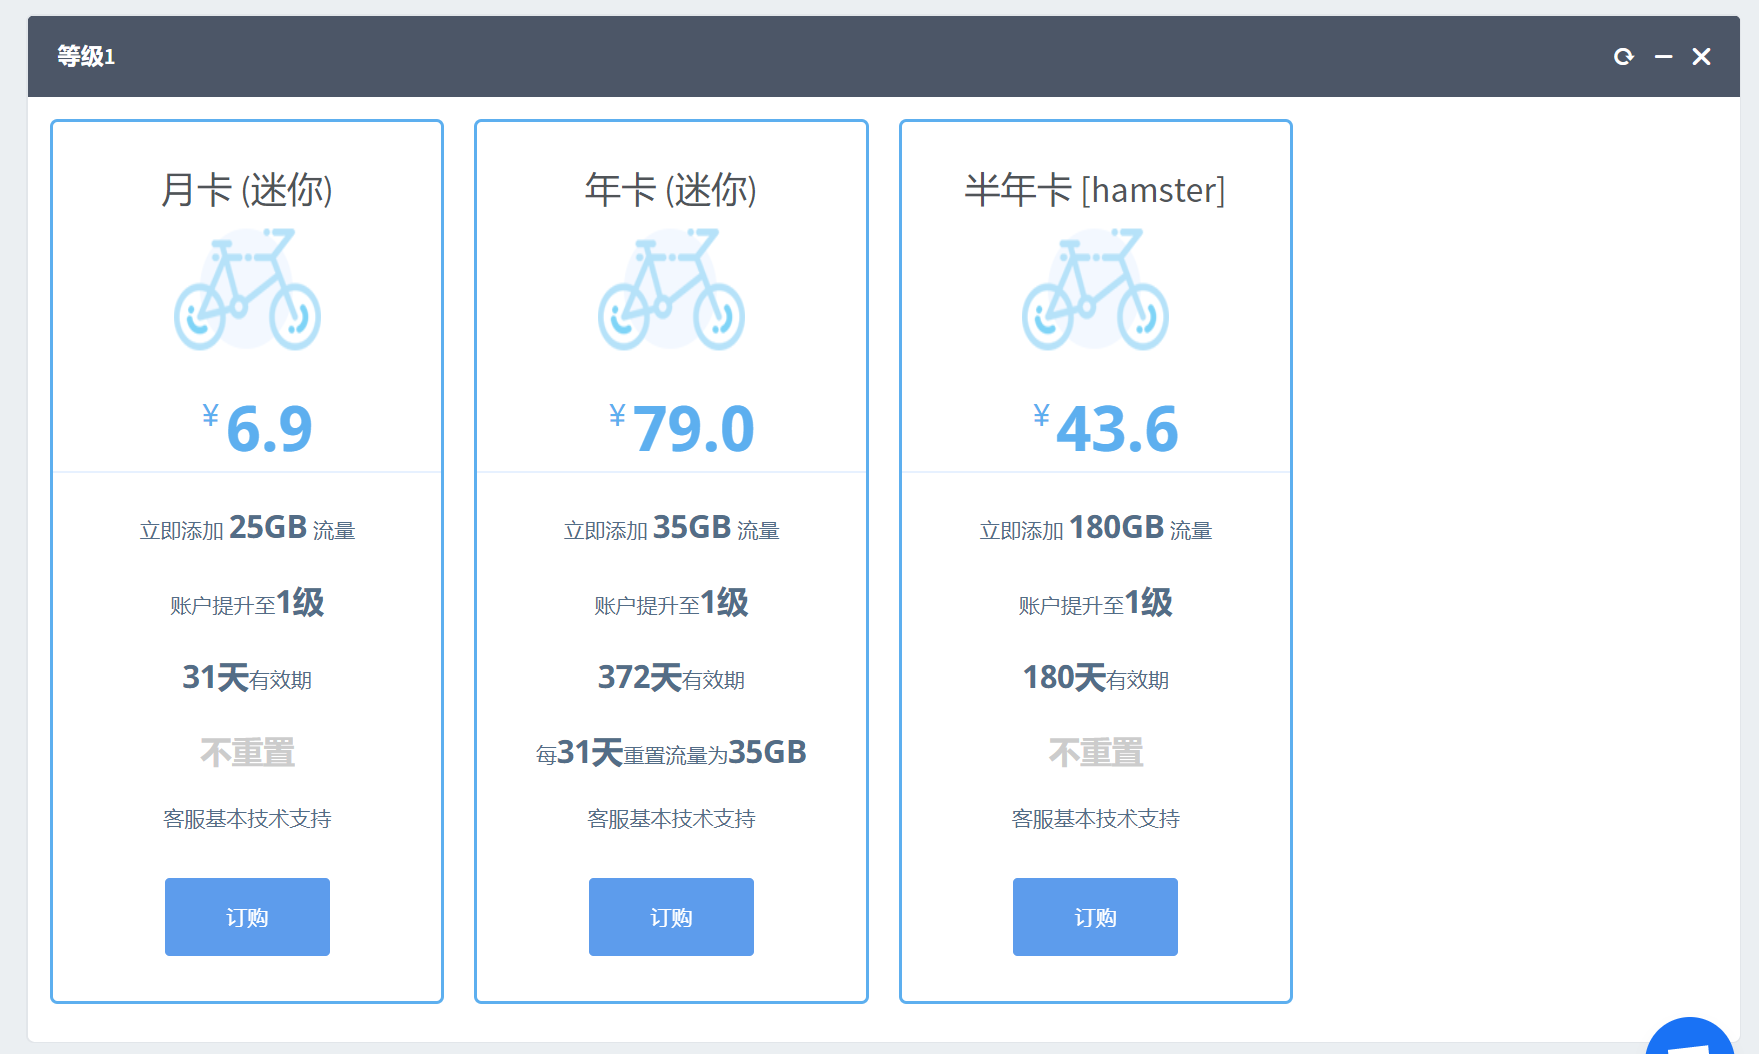 等级1
月卡 (迷你)
¥6.9
立即添加 25GB 流量
账户提升至1级
31天有效期
不重置
客服基本技术支持
订购
年卡 (迷你)
¥79.0
立即添加 35GB 流量
账户提升至1级
372天有效期
每31天重置流量为35GB
客服基本技术支持
订购
半年卡 [hamster]
¥43.6
立即添加 180GB 流量
账户提升至1级
180天有效期
不重置
客服基本技术支持
订购